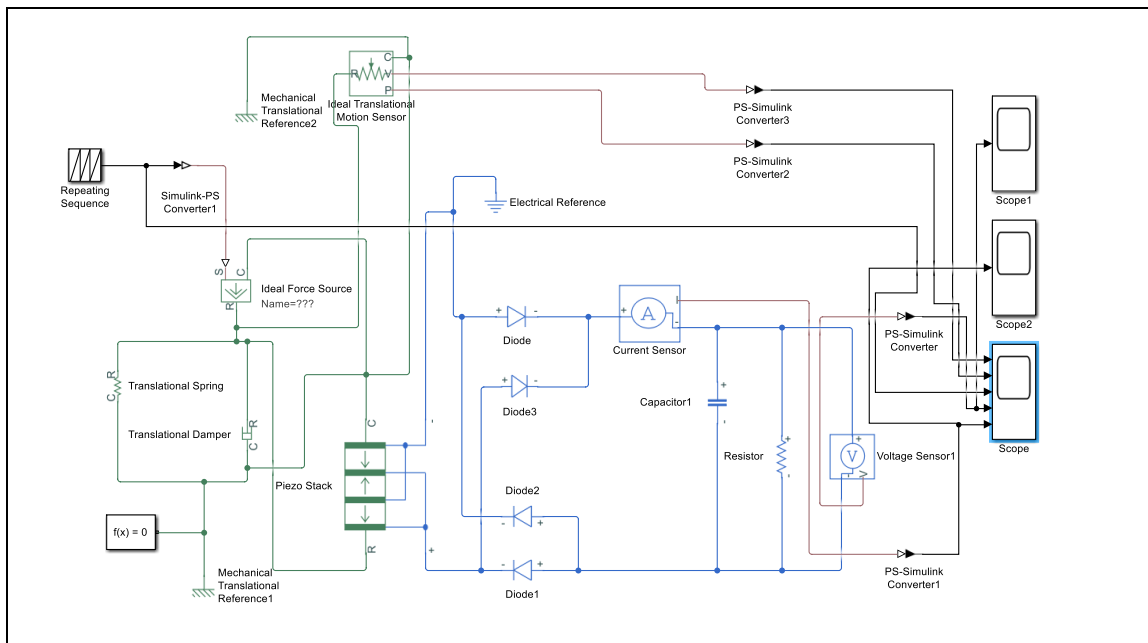 C
R
V
P
Ideal Translational
Motion Sensor
Mechanical
Translational
Reference2
PS-Simulink
Converter3
PS-Simulink
Converter2
Scope1
Repeating
Sequence
Simulink-PS
Converter1
Electrical Reference
S
C
R
Ideal Force Source
Name=???
+
-
Diode
+
A
I
-
Current Sensor
Scope2
PS-Simulink
Converter
R
C
Translational Spring
R
C
Translational Damper
+
-
Diode3
Capacitor1
+
-
Resistor
+
-
+
V
-
V
Voltage Sensor1
Scope
C
-
Piezo Stack
R
+
Diode2
-
+
-
+
Diode1
f(x) = 0
Mechanical
Translational
Reference1
PS-Simulink
Converter1